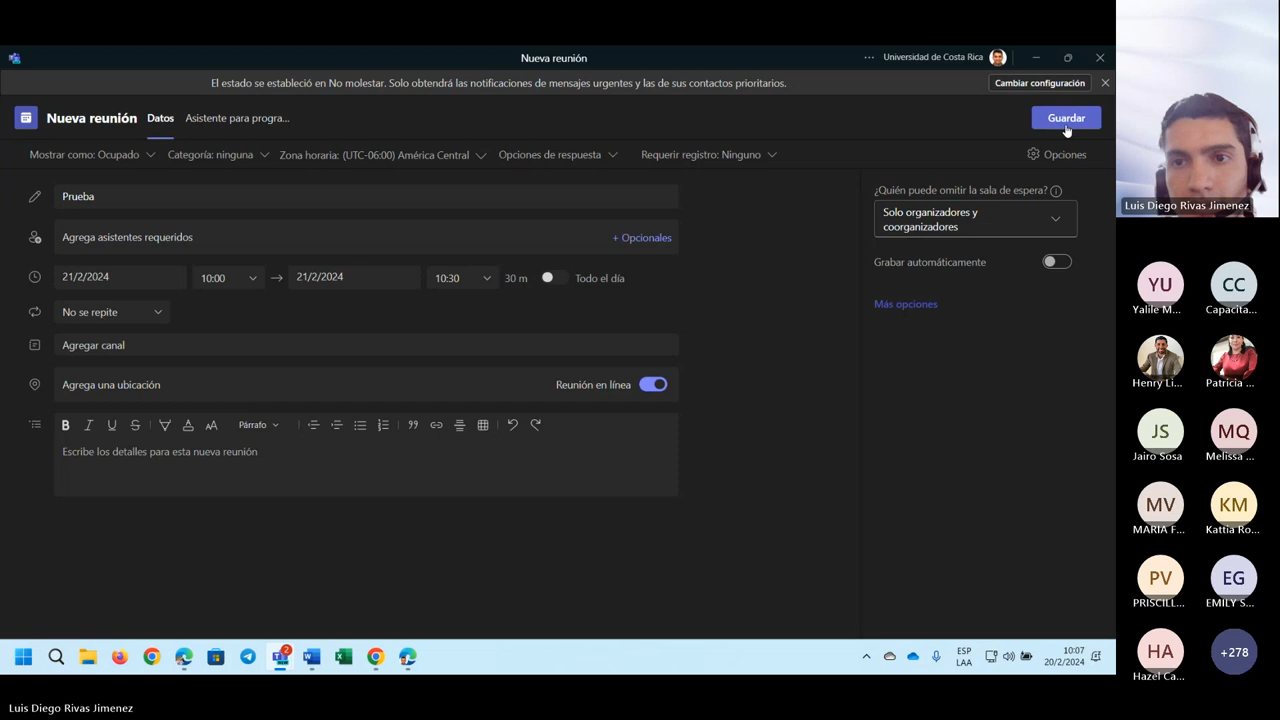 Nueva reunión
Universidad de Costa Rica
El estado se estableció en No molestar. Solo obtendrá las notificaciones de mensajes urgentes y las de sus contactos prioritarios.
Cambiar configuración
Nueva reunión
Datos
Asistente para progra...
Guardar
Mostrar como: Ocupado
Categoría: ninguna
Zona horaria: (UTC-06:00) América Central
Opciones de respuesta
Requerir registro: Ninguno
Opciones
Prueba
Agrega asistentes requeridos
+ Opcionales
21/2/2024
10:00
21/2/2024
10:30
30 m
Todo el día
No se repite
Agregar canal
Agrega una ubicación
Reunión en línea
Párrafo
Escribe los detalles para esta nueva reunión
¿Quién puede omitir la sala de espera?
Solo organizadores y
coorganizadores
Grabar automáticamente
Más opciones
Luis Diego Rivas Jimenez
YU
Yalile M...
CC
Capacita...
Henry Li...
Patricia ...
JS
Jairo Sosa
MQ
Melissa ...
MV
MARIA F...
KM
Kattia Ro...
PV
PRISCILL...
EG
EMILY S...
HA
Hazel Ca...
+278
2
ESP
LAA
10:07
20/2/2024
Luis Diego Rivas Jimenez